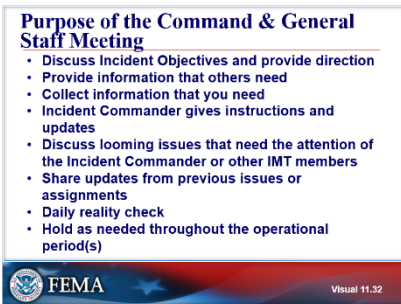 Purpose of the Command & General
Staff Meeting
• Discuss Incident Objectives and provide direction
• Provide information that others need
• Collect information that you need
• Incident Commander gives instructions and
updates
• Discuss looming issues that need the attention of
the Incident Commander or other IMT members
• Share updates from previous issues or
assignments
• Daily reality check
• Hold as needed throughout the operational
period(s)
FEMA
Visual 11.32